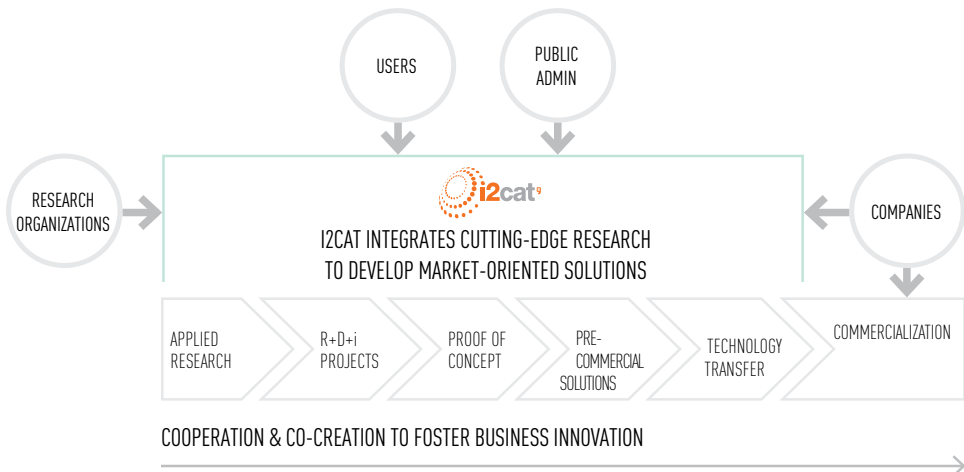 USERS
PUBLIC
ADMIN
RESEARCH
ORGANIZATIONS
i2cat
COMPANIES
I2CAT INTEGRATES CUTTING-EDGE RESEARCH
TO DEVELOP MARKET-ORIENTED SOLUTIONS
APPLIED
RESEARCH
R+D+i
PROJECTS
PROOF OF
CONCEPT
PRE-
COMMERCIAL
SOLUTIONS
TECHNOLOGY
TRANSFER
COMMERCIALIZATION
COOPERATION & CO-CREATION TO FOSTER BUSINESS INNOVATION